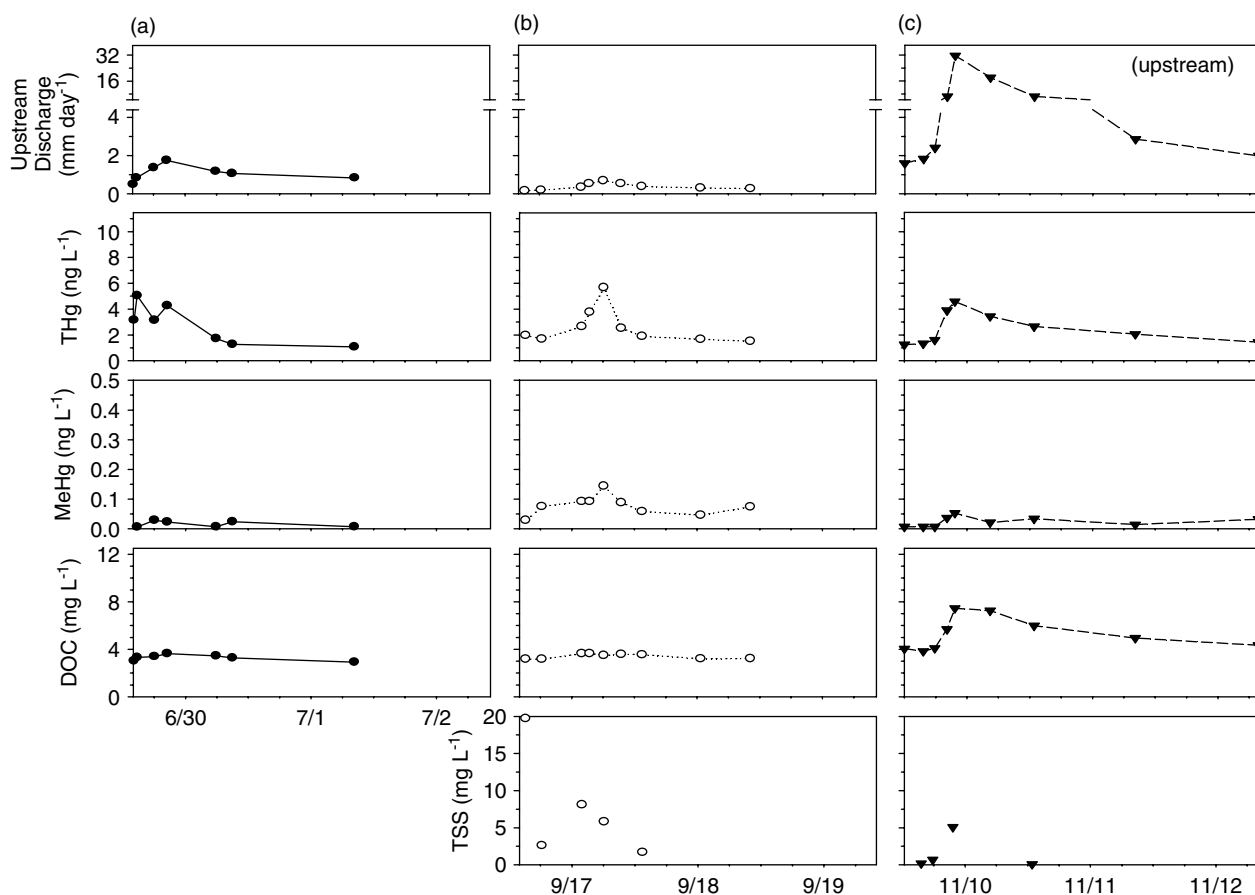 (a)
(b)
(c)
Upstream
Discharge
(mm day⁻¹)
32
16
4
2
0
(upstream)
THg (ng L⁻¹)
10
8
6
4
2
0
MeHg (ng L⁻¹)
0.5
0.4
0.3
0.2
0.1
0.0
DOC (mg L⁻¹)
12
8
4
0
6/30 7/1 7/2
TSS (mg L⁻¹)
20
15
10
5
0
9/17 9/18 9/19
11/10 11/11 11/12